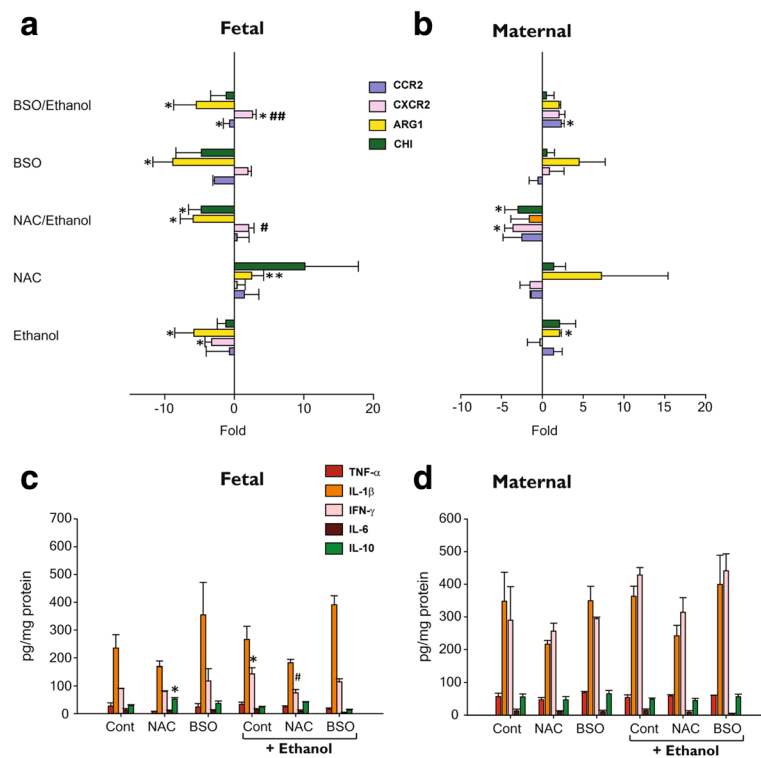 a
Fetal
BSO/Ethanol
BSO
NAC/Ethanol
NAC
Ethanol
* * * ##
*
* * #
**
* *
-10 0 10 20
Fold
CCR2
CXCR2
ARG1
CHI
b
Maternal
*
* *
*
-10 -5 0 5 10 15 20
Fold
c
Fetal
TNF-α
IL-1β
IFN-γ
IL-6
IL-10
pg/mg protein
700
600
500
400
300
200
100
0
* * #
Cont NAC BSO Cont NAC BSO
+ Ethanol
d
Maternal
pg/mg protein
600
500
400
300
200
100
0
Cont NAC BSO Cont NAC BSO
+ Ethanol